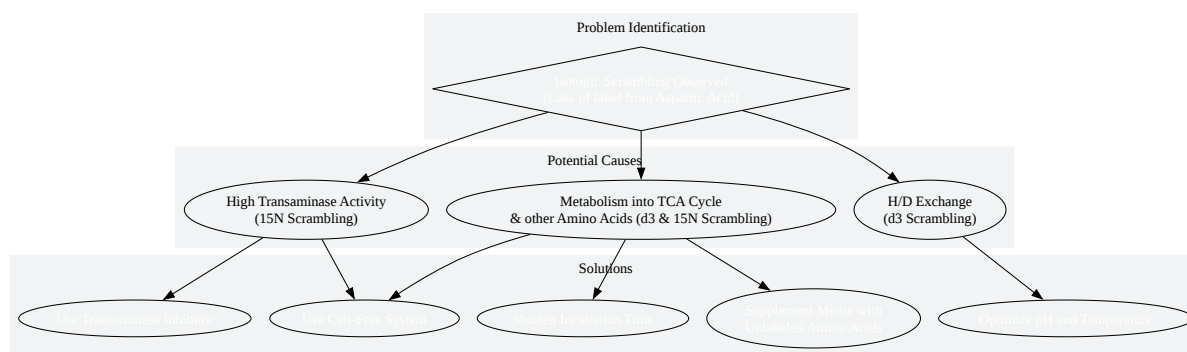 Problem Identification
Isotopic Scrambling Observed
(Loss of label from Aspartic Acid)
Potential Causes
High Transaminase Activity
(15N Scrambling)
Metabolism into TCA Cycle
& other Amino Acids (d3 & 15N Scrambling)
H/D Exchange
(d3 Scrambling)
Solutions
Use Transaminase Inhibitor
Use Cell-Free System
Shorten Incubation Time
Supplement Media with
Unlabeled Amino Acids
Optimize pH and Temperature